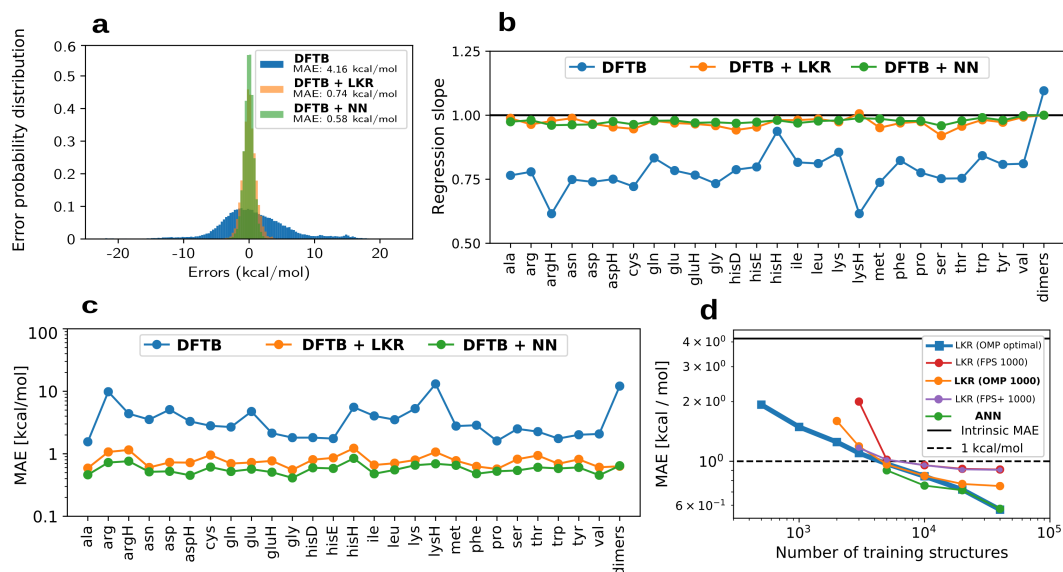 a
Error probability distribution
0.6
0.5
0.4
0.3
0.2
0.1
0
-20
-10
0
10
20
Errors (kcal/mol)
DFTB
MAE: 4.16 kcal/mol
DFTB + LKR
MAE: 0.74 kcal/mol
DFTB + NN
MAE: 0.58 kcal/mol
b
Regression slope
1.25
1.00
0.75
0.50
DFTB DFTB + LKR DFTB + NN
ala arg argH asn asp aspH cys gln glu gluH gly hisD hisE hisH ile leu lys lysH met phe pro ser thr trp tyr val dimers
c
MAE [kcal/mol]
100
10
1
0.1
DFTB DFTB + LKR DFTB + NN
ala arg argH asn asp aspH cys gln glu gluH gly hisD hisE hisH ile leu lys lysH met phe pro ser thr trp tyr val dimers
d
MAE [kcal / mol]
4 × 10⁰
3 × 10⁰
2 × 10⁰
10⁰
6 × 10⁻¹
10³
10⁴
10⁵
Number of training structures
LKR (OMP optimal)
LKR (FPS 1000)
LKR (OMP 1000)
LKR (FPS+ 1000)
ANN
Intrinsic MAE
1 kcal/mol